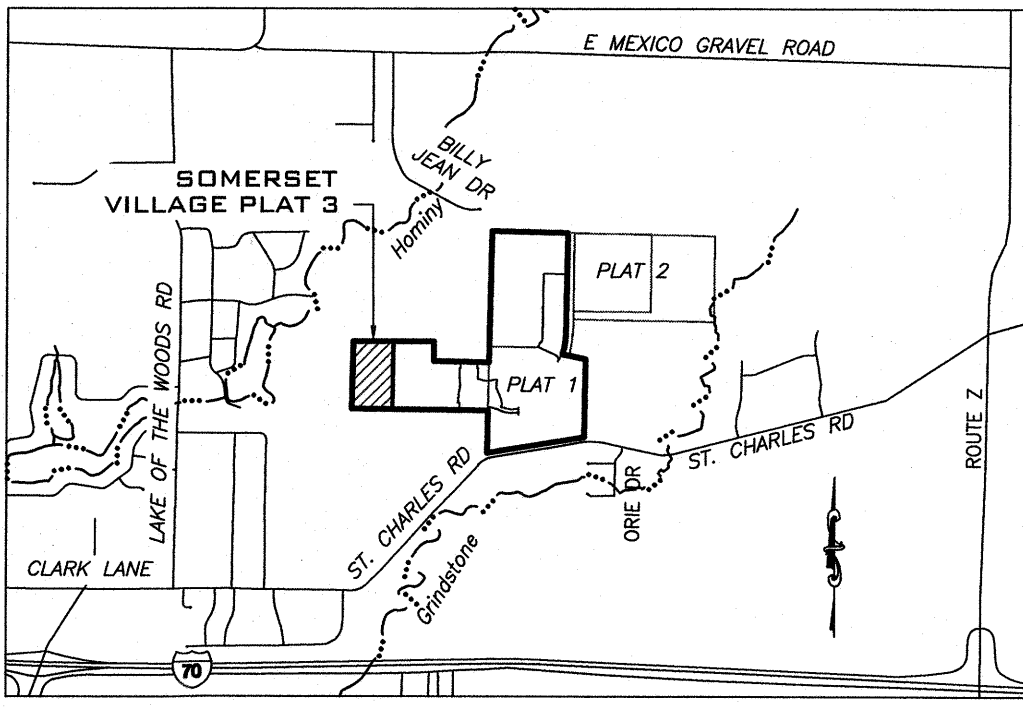 E MEXICO GRAVEL ROAD
BILLY
JEAN DR
SOMERSET
VILLAGE PLAT 3
Hominy
PLAT 2
LAKE OF THE WOODS RD
PLAT 1
ROUTE Z
ST. CHARLES RD
ST. CHARLES RD
ORIE DR
CLARK LANE
Grindstone
70